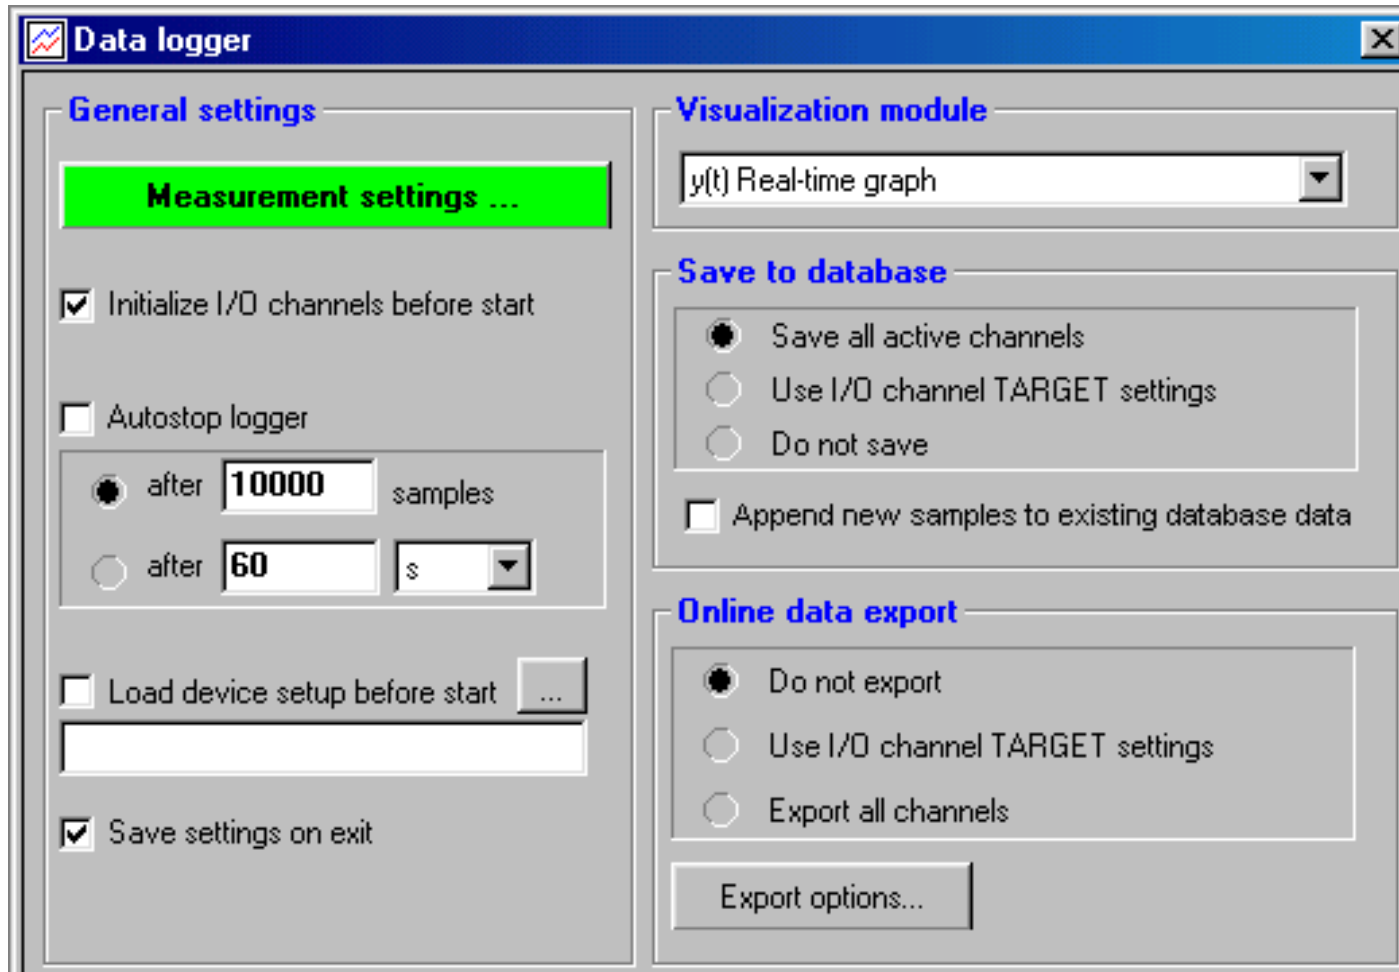 Data logger
General settings
Measurement settings ...
Initialize I/O channels before start
Autostop logger
after 10000 samples
after 60 s
Load device setup before start ...
Save settings on exit
Visualization module
y(t) Real-time graph
Save to database
Save all active channels
Use I/O channel TARGET settings
Do not save
Append new samples to existing database data
Online data export
Do not export
Use I/O channel TARGET settings
Export all channels
Export options...